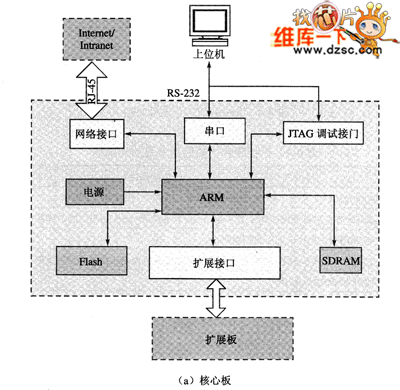 Internet/
Intranet
上位机
维库一下
www.dzsc.com
RJ-45
RS-232
网络接口
串口
JTAG 调试接门
电源
ARM
Flash
扩展接口
SDRAM
扩展板
(a) 核心板